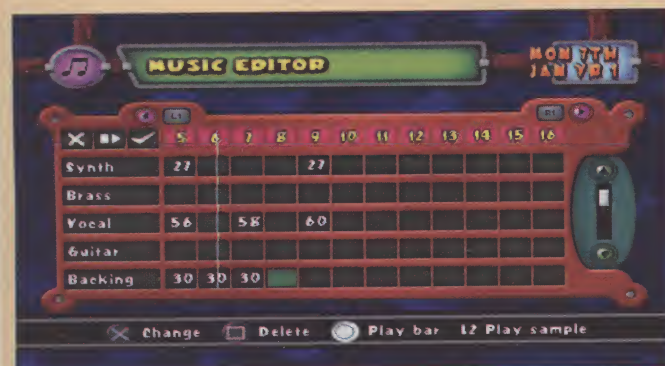 MUSIC EDITOR
MON 7TH
JAN YR 1
L1 R1
5 6 7 8 9 10 11 12 13 14 15 16
Synth 27 27
Brass
Vocal 56 58 60
Guitar
Backing 30 30 30
Change Delete Play bar L2 Play sample